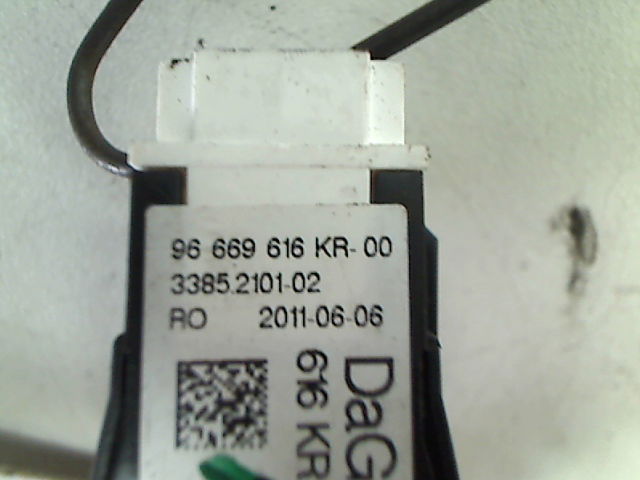 96 669 616 KR-00
3385.2101-02
RO 2011-06-06
616 KR
DaG